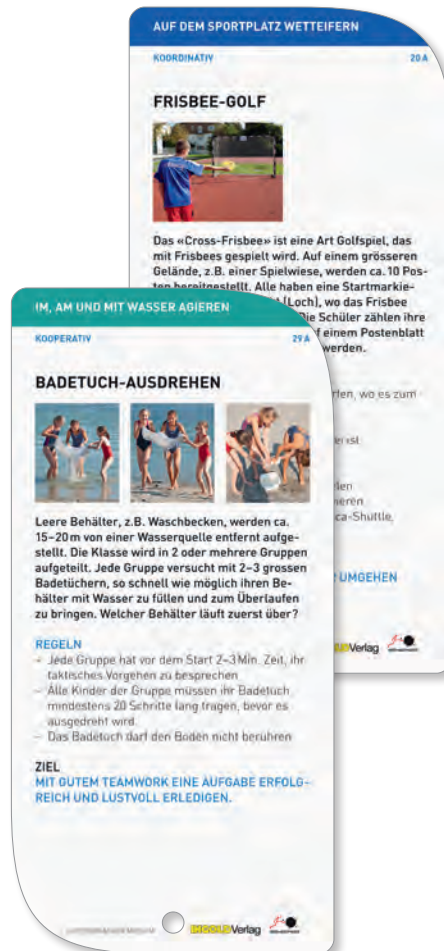 AUF DEM SPORTPLATZ WETTEIFERN
KOORDINATIV 20 A
FRISBEE-GOLF
Das «Cross-Frisbee» ist eine Art Golfspiel, das
mit Frisbees gespielt wird. Auf einem grösseren
Gelände, z.B. einer Spielwiese, werden ca. 10 Pos-
ten bereitgestellt. Alle haben eine Startmarkie-
(Loch), wo das Frisbee
Die Schüler zählen ihre
f einem Postenblatt
werden.
wo es zum
ist
ca-Shuttle,
UMGEHEN
Verlag
IM, AM UND MIT WASSER AGIEREN
KOOPERATIV 29 A
BADETUCH-AUSDREHEN
Leere Behälter, z.B. Waschbecken, werden ca.
15–20 m von einer Wasserquelle entfernt aufge-
stellt. Die Klasse wird in 2 oder mehrere Gruppen
aufgeteilt. Jede Gruppe versucht mit 2–3 grossen
Badetüchern, so schnell wie möglich ihren Be-
hälter mit Wasser zu füllen und zum Überlaufen
zu bringen. Welcher Behälter läuft zuerst über?
REGELN
– Jede Gruppe hat vor dem Start 2–3 Min. Zeit, ihr
taktisches Vorgehen zu besprechen
– Alle Kinder der Gruppe müssen ihr Badetuch
mindestens 20 Schritte lang tragen, bevor es
ausgedreht wird.
– Das Badetuch darf den Boden nicht berühren
ZIEL
MIT GUTEM TEAMWORK EINE AUFGABE ERFOLG-
REICH UND LUSTVOLL ERLEDIGEN.
INGOLDVerlag